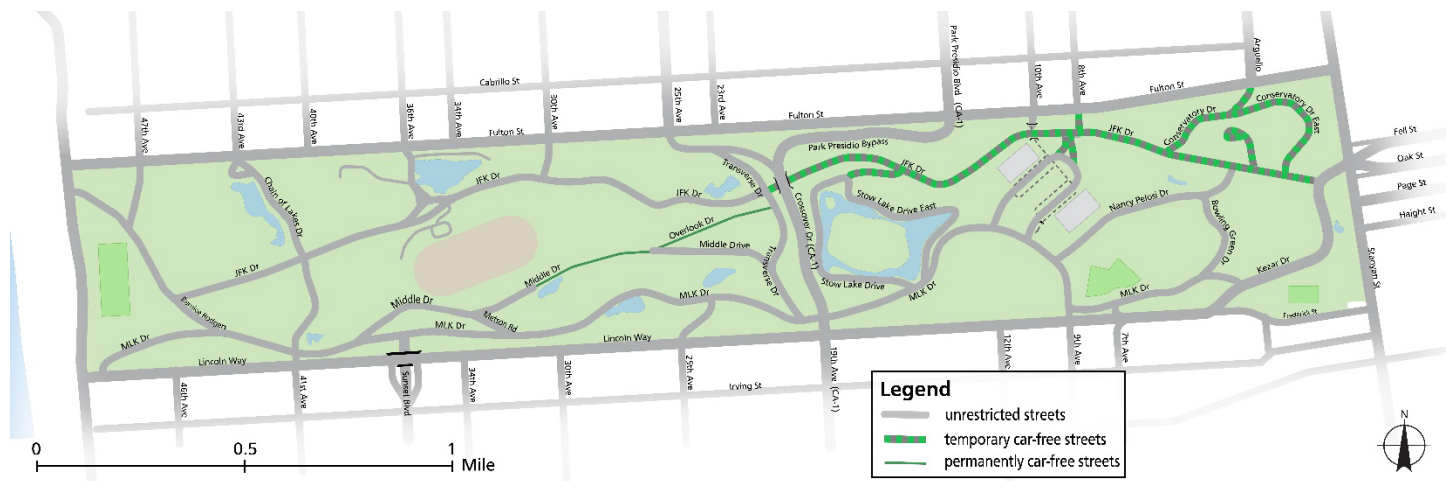 Cabrillo St
Park Presidio Blvd (CA-1)
Arguello
10th Ave
8th Ave
47th Ave
43rd Ave
40th Ave
36th Ave
34th Ave
30th Ave
25th Ave
23rd Ave
Fulton St
Fulton St
Fulton St
Conservatory Dr
Conservatory Dr East
JFK Dr
Fell St
Oak St
Page St
Haight St
Stanyan St
Park Presidio Bypass
JFK Dr
Transverse Dr
JFK Dr
JFK Dr
Chain of Lakes Dr
Stow Lake Drive East
Nancy Pelosi Dr
Bowling Green Dr
Overlook Dr
Crossover Dr (CA-1)
Middle Drive
Transverse Dr
JFK Dr
Middle Dr
Stow Lake Drive
MLK Dr
Kezar Dr
Middle Dr
MLK Dr
MLK Dr
Bernice Rodgers
Metson Rd
MLK Dr
MLK Dr
Frederick St
Lincoln Way
Lincoln Way
46th Ave
41st Ave
Sunset Blvd
34th Ave
30th Ave
25th Ave
Irving St
19th Ave (CA-1)
12th Ave
9th Ave
7th Ave
Legend
unrestricted streets
temporary car-free streets
permanently car-free streets
0 0.5 1
Mile
N